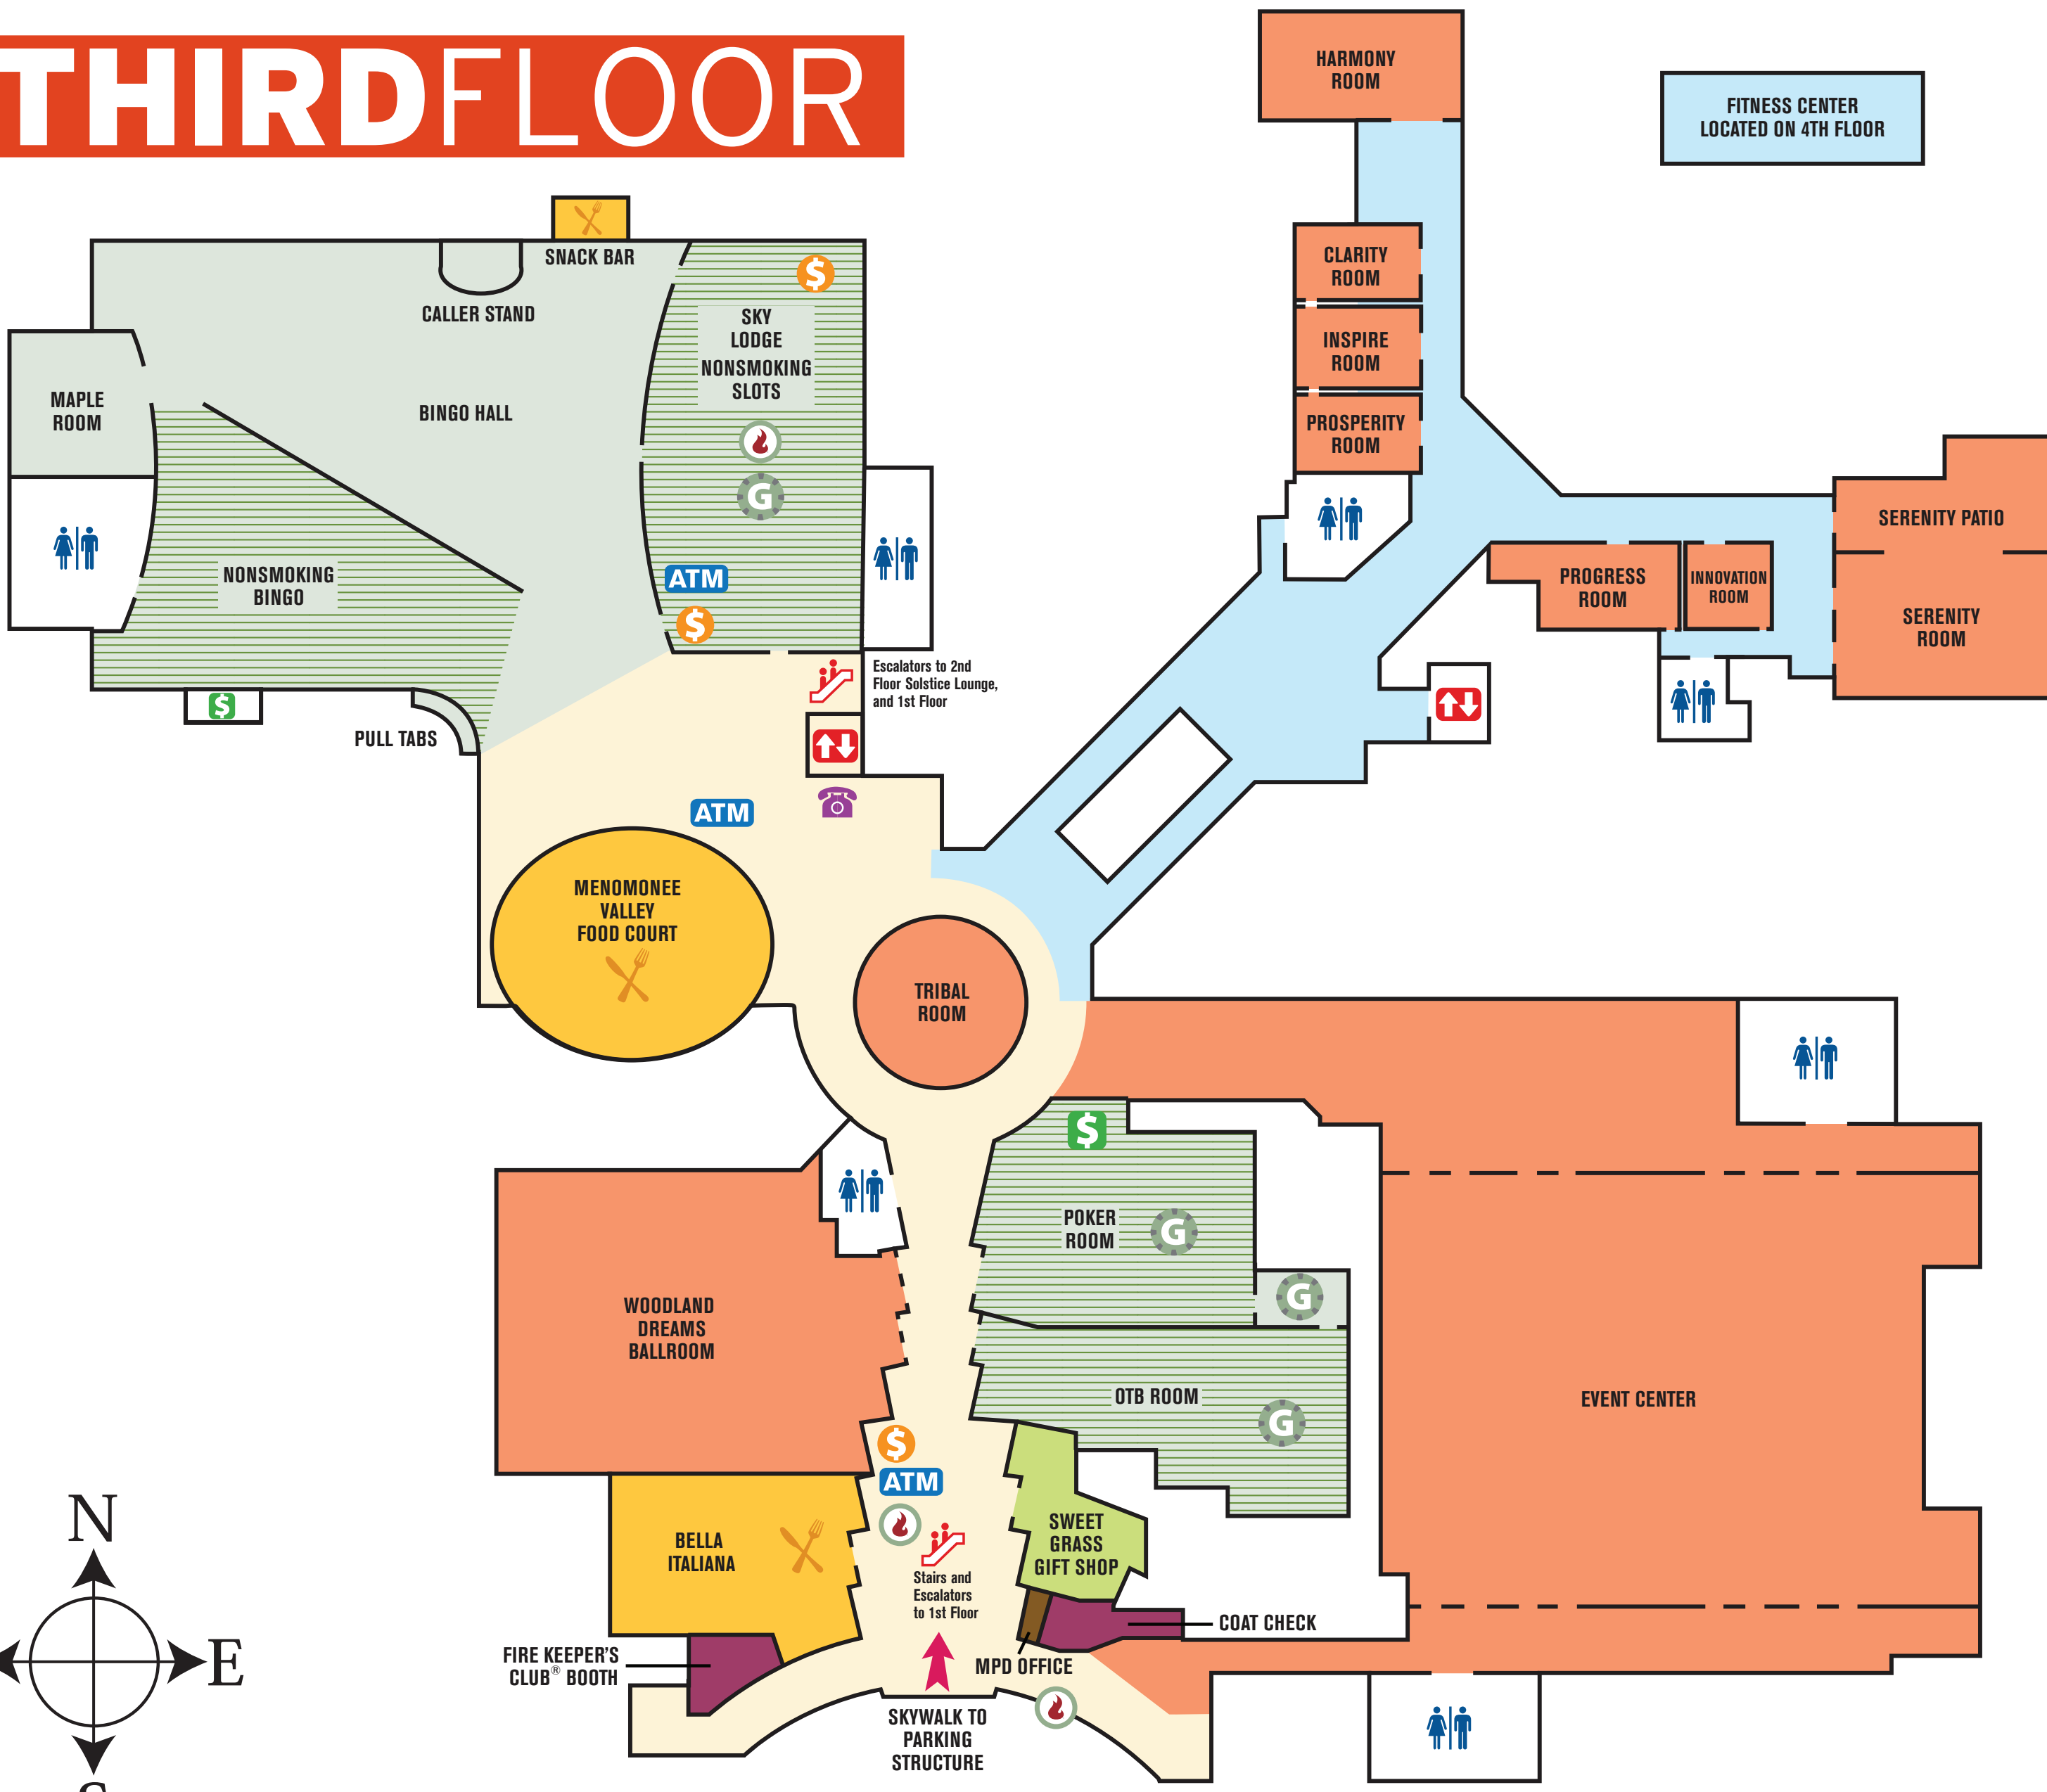 THIRDFLOOR
HARMONY
ROOM
FITNESS CENTER
LOCATED ON 4TH FLOOR
SNACK BAR
CALLER STAND
CLARITY
ROOM
SKY
LODGE
NONSMOKING
SLOTS
INSPIRE
ROOM
MAPLE
ROOM
BINGO HALL
PROSPERITY
ROOM
G
SERENITY PATIO
NONSMOKING
BINGO
ATM
$
$
PROGRESS
ROOM
INNOVATION
ROOM
SERENITY
ROOM
Escalators to 2nd
Floor Solstice Lounge,
and 1st Floor
$
PULL TABS
ATM
MENOMONEE
VALLEY
FOOD COURT
TRIBAL
ROOM
$
POKER
ROOM
G
G
WOODLAND
DREAMS
BALLROOM
OTB ROOM
G
EVENT CENTER
$
ATM
BELLA
ITALIANA
SWEET
GRASS
GIFT SHOP
Stairs and
Escalators
to 1st Floor
COAT CHECK
FIRE KEEPER'S
CLUB® BOOTH
MPD OFFICE
SKYWALK TO
PARKING
STRUCTURE
N
E